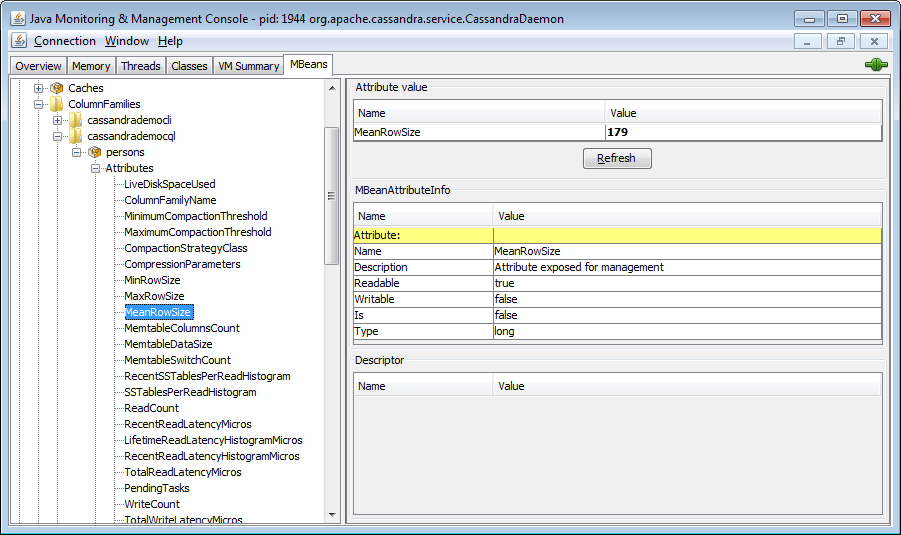 Java Monitoring & Management Console - pid: 1944 org.apache.cassandra.service.CassandraDaemon
Connection Window Help
Overview Memory Threads Classes VM Summary MBeans
Caches
ColumnFamilies
cassandrademocli
cassandrademocql
persons
Attributes
LiveDiskSpaceUsed
ColumnFamilyName
MinimumCompactionThreshold
MaximumCompactionThreshold
CompactionStrategyClass
CompressionParameters
MinRowSize
MaxRowSize
MeanRowSize
MemtableColumnsCount
MemtableDataSize
MemtableSwitchCount
RecentSSTablesPerReadHistogram
SSTablesPerReadHistogram
ReadCount
RecentReadLatencyMicros
LifetimeReadLatencyHistogramMicros
RecentReadLatencyHistogramMicros
TotalReadLatencyMicros
PendingTasks
WriteCount
TotalWriteLatencyMicros
Attribute value
Name Value
MeanRowSize 179
Refresh
MBeanAttributeInfo
Name Value
Attribute:
Name MeanRowSize
Description Attribute exposed for management
Readable true
Writable false
Is false
Type long
Descriptor
Name Value